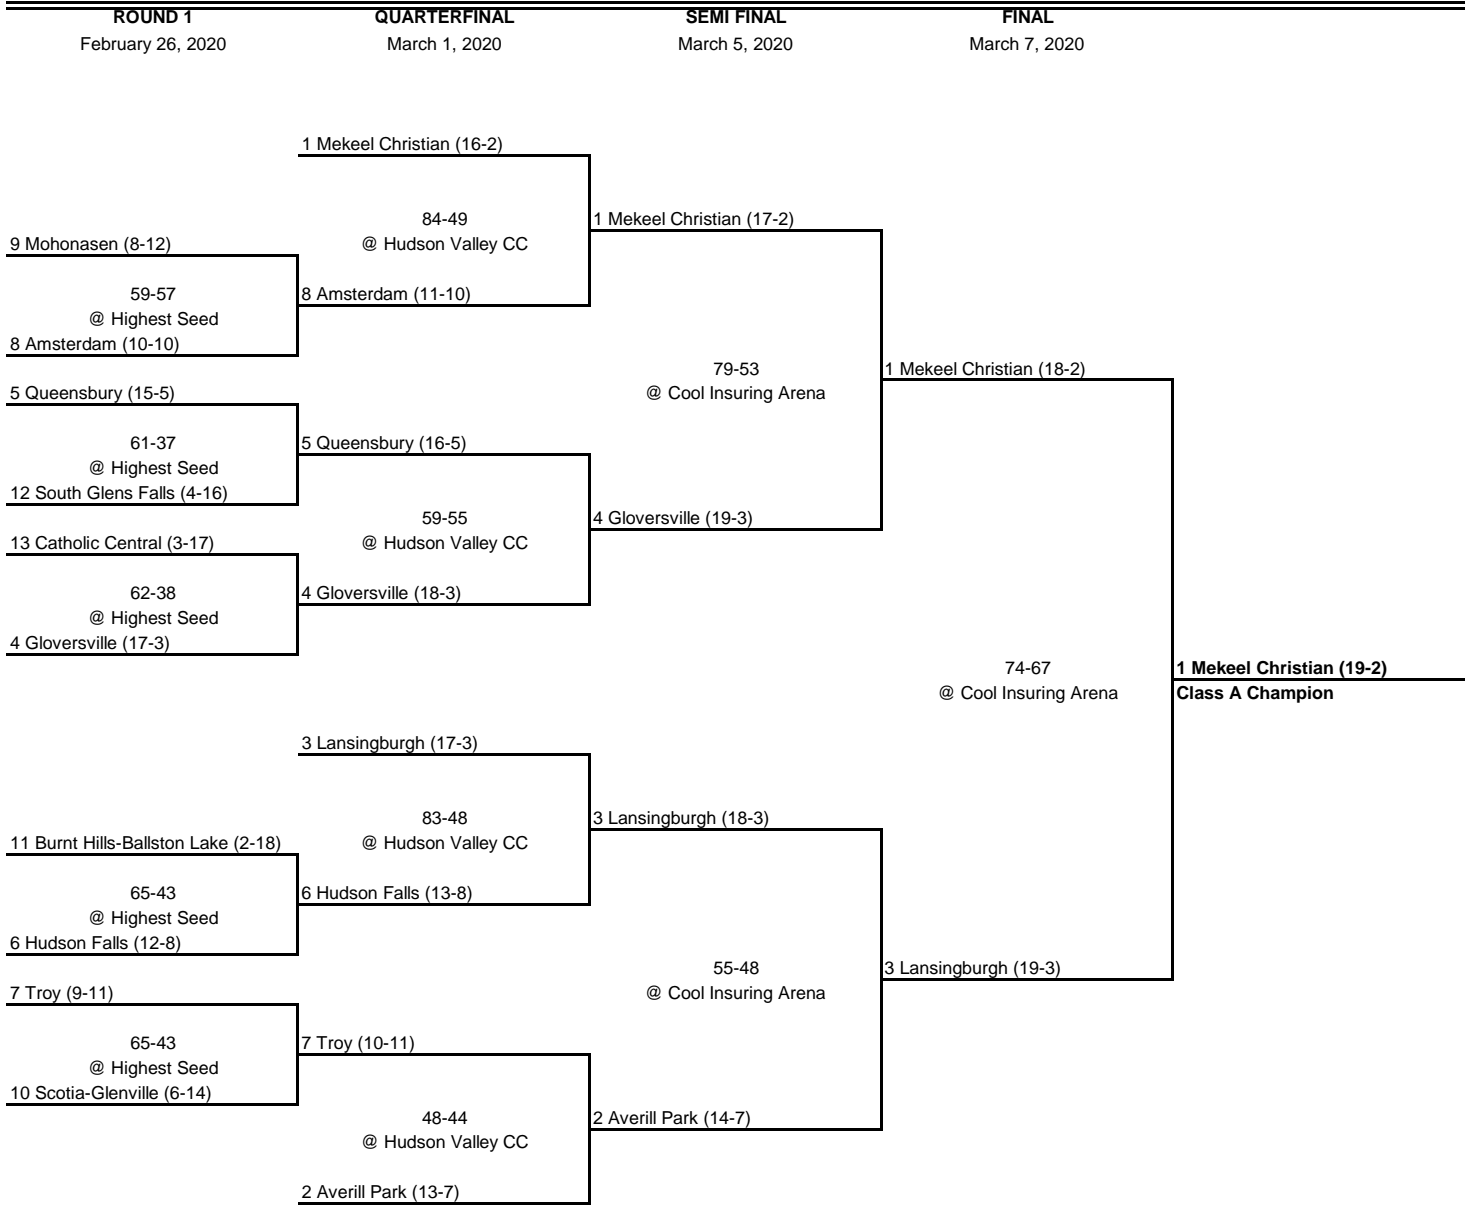 ROUND 1 QUARTERFINAL SEMI FINAL FINAL
February 26, 2020 March 1, 2020 March 5, 2020 March 7, 2020
1 Mekeel Christian (16-2)
84-49 1 Mekeel Christian (17-2)
9 Mohonasen (8-12) @ Hudson Valley CC
59-57 8 Amsterdam (11-10)
@ Highest Seed
8 Amsterdam (10-10)
79-53 1 Mekeel Christian (18-2)
5 Queensbury (15-5) @ Cool Insuring Arena
61-37 5 Queensbury (16-5)
@ Highest Seed
12 South Glens Falls (4-16)
59-55 4 Gloversville (19-3)
13 Catholic Central (3-17) @ Hudson Valley CC
62-38 4 Gloversville (18-3)
@ Highest Seed
4 Gloversville (17-3)
74-67 1 Mekeel Christian (19-2)
@ Cool Insuring Arena Class A Champion
3 Lansingburgh (17-3)
83-48 3 Lansingburgh (18-3)
11 Burnt Hills-Ballston Lake (2-18) @ Hudson Valley CC
65-43 6 Hudson Falls (13-8)
@ Highest Seed
6 Hudson Falls (12-8)
55-48 3 Lansingburgh (19-3)
7 Troy (9-11) @ Cool Insuring Arena
65-43 7 Troy (10-11)
@ Highest Seed
10 Scotia-Glenville (6-14)
48-44 2 Averill Park (14-7)
@ Hudson Valley CC
2 Averill Park (13-7)